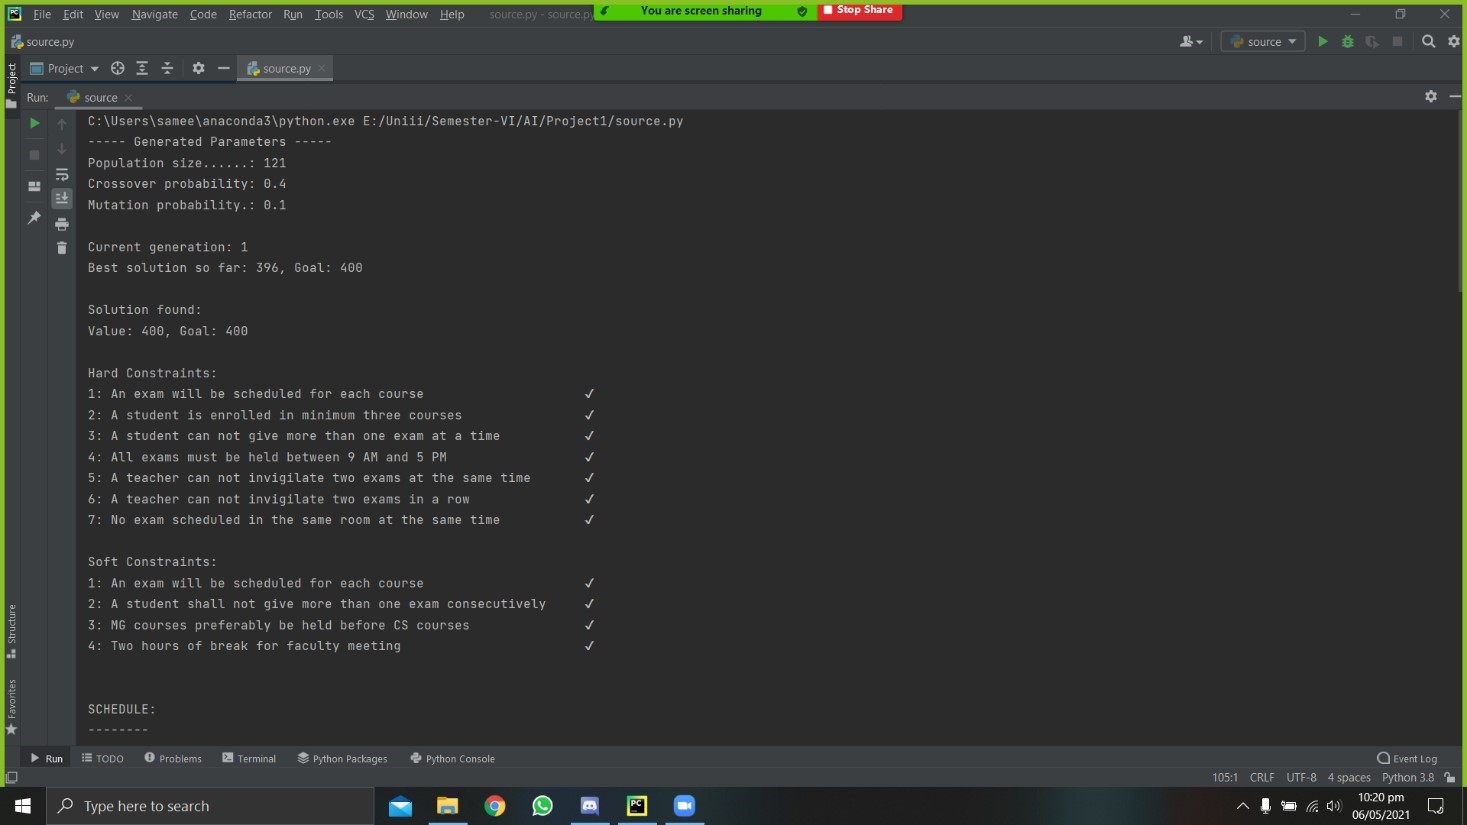 File Edit View Navigate Code Refactor Run Tools VCS Window Help source.py - source.py
You are screen sharing Stop Share
source.py source
Project source.py
Run: source
C:\Users\samee\anaconda3\python.exe E:/Uniii/Semester-VI/AI/Project1/source.py
----- Generated Parameters -----
Population size......: 121
Crossover probability: 0.4
Mutation probability.: 0.1
Current generation: 1
Best solution so far: 396, Goal: 400
Solution found:
Value: 400, Goal: 400
Hard Constraints:
1: An exam will be scheduled for each course ✓
2: A student is enrolled in minimum three courses ✓
3: A student can not give more than one exam at a time ✓
4: All exams must be held between 9 AM and 5 PM ✓
5: A teacher can not invigilate two exams at the same time ✓
6: A teacher can not invigilate two exams in a row ✓
7: No exam scheduled in the same room at the same time ✓
Soft Constraints:
1: An exam will be scheduled for each course ✓
2: A student shall not give more than one exam consecutively ✓
3: MG courses preferably be held before CS courses ✓
4: Two hours of break for faculty meeting ✓
SCHEDULE:
--------
Project
Structure
Favorites
Run TODO Problems Terminal Python Packages Python Console Event Log
105:1 CRLF UTF-8 4 spaces Python 3.8
Type here to search
PC
10:20 pm
06/05/2021